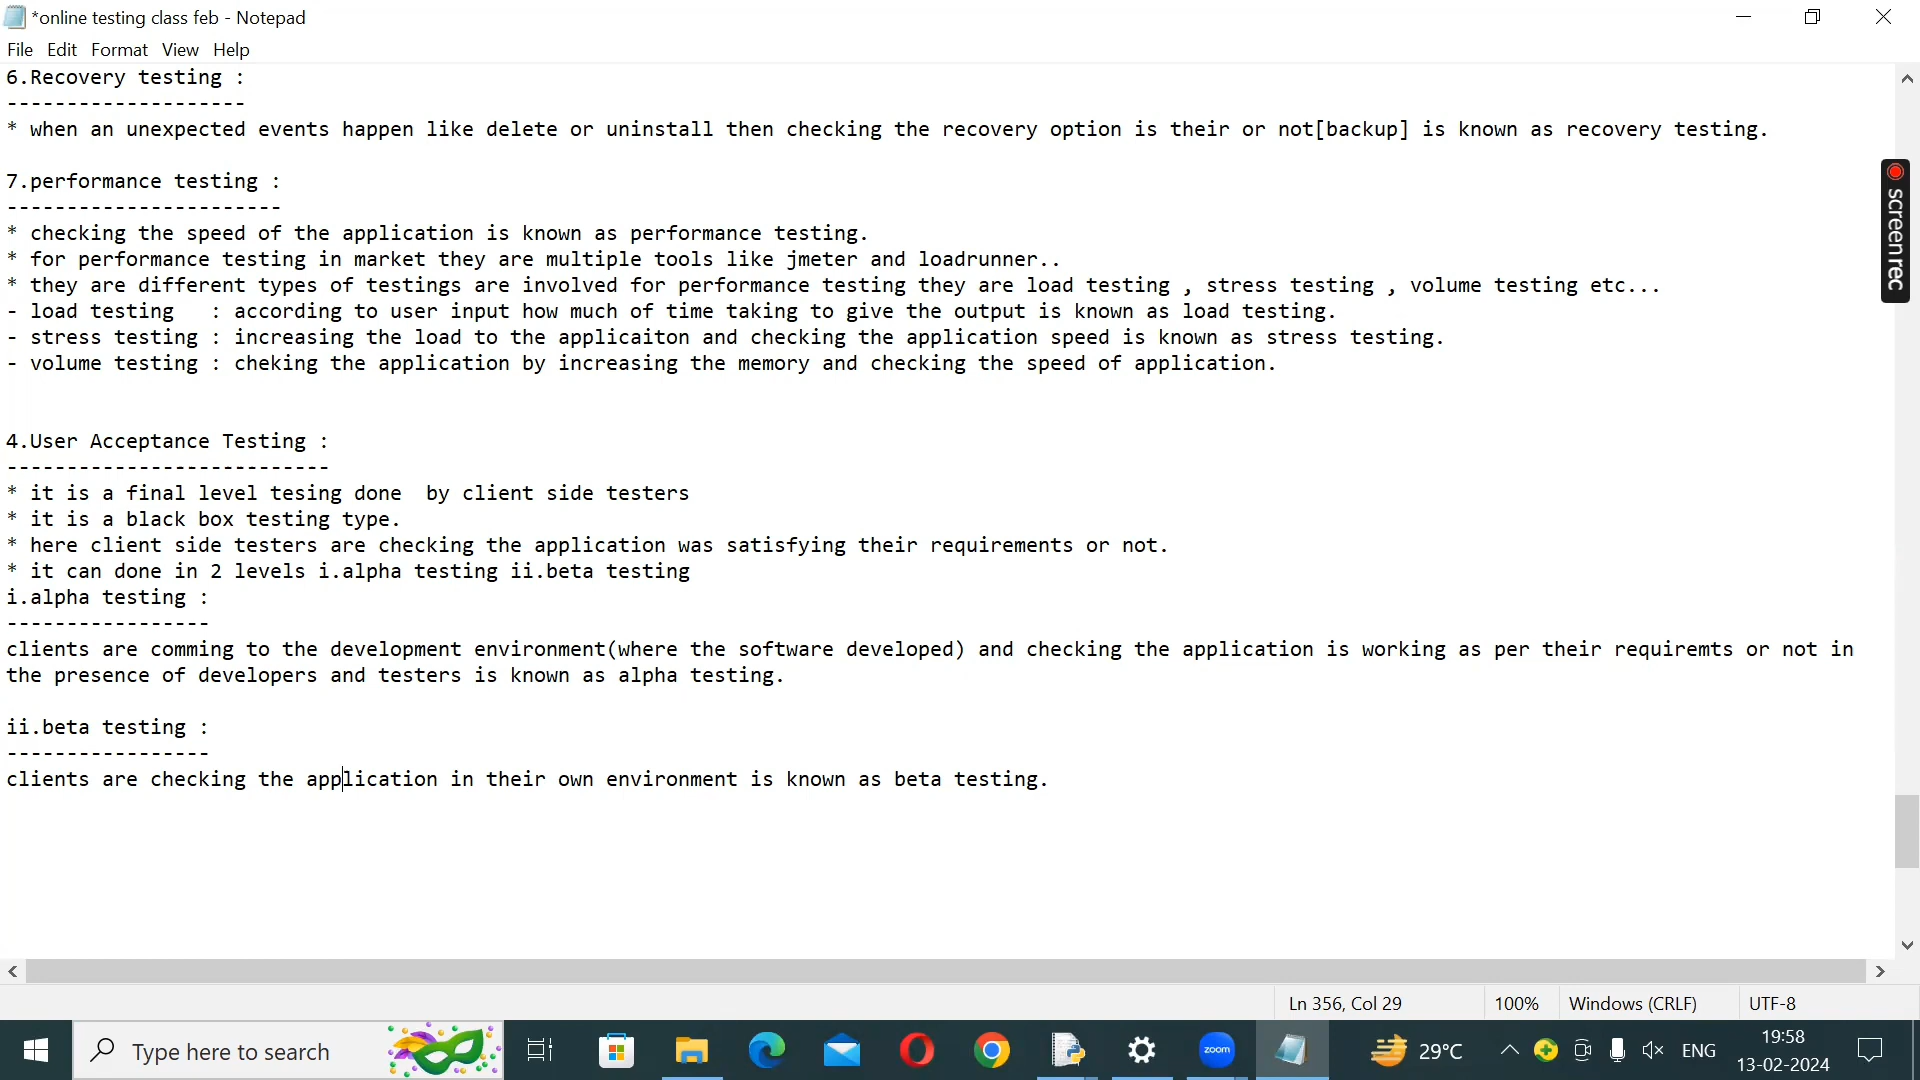 *online testing class feb - Notepad
File Edit Format View Help
6.Recovery testing :
--------------------
* when an unexpected events happen like delete or uninstall then checking the recovery option is their or not[backup] is known as recovery testing.
7.performance testing :
-----------------------
* checking the speed of the application is known as performance testing.
* for performance testing in market they are multiple tools like jmeter and loadrunner..
* they are different types of testings are involved for performance testing they are load testing , stress testing , volume testing etc...
- load testing   : according to user input how much of time taking to give the output is known as load testing.
- stress testing : increasing the load to the applicaiton and checking the application speed is known as stress testing.
- volume testing : cheking the application by increasing the memory and checking the speed of application.
4.User Acceptance Testing :
---------------------------
* it is a final level tesing done  by client side testers
* it is a black box testing type.
* here client side testers are checking the application was satisfying their requirements or not.
* it can done in 2 levels i.alpha testing ii.beta testing
i.alpha testing :
-----------------
clients are comming to the development environment(where the software developed) and checking the application is working as per their requiremts or not in
the presence of developers and testers is known as alpha testing.
ii.beta testing :
-----------------
clients are checking the application in their own environment is known as beta testing.
screenrec
Ln 356, Col 29
100%
Windows (CRLF)
UTF-8
Type here to search
zoom
29°C
ENG
19:58
13-02-2024